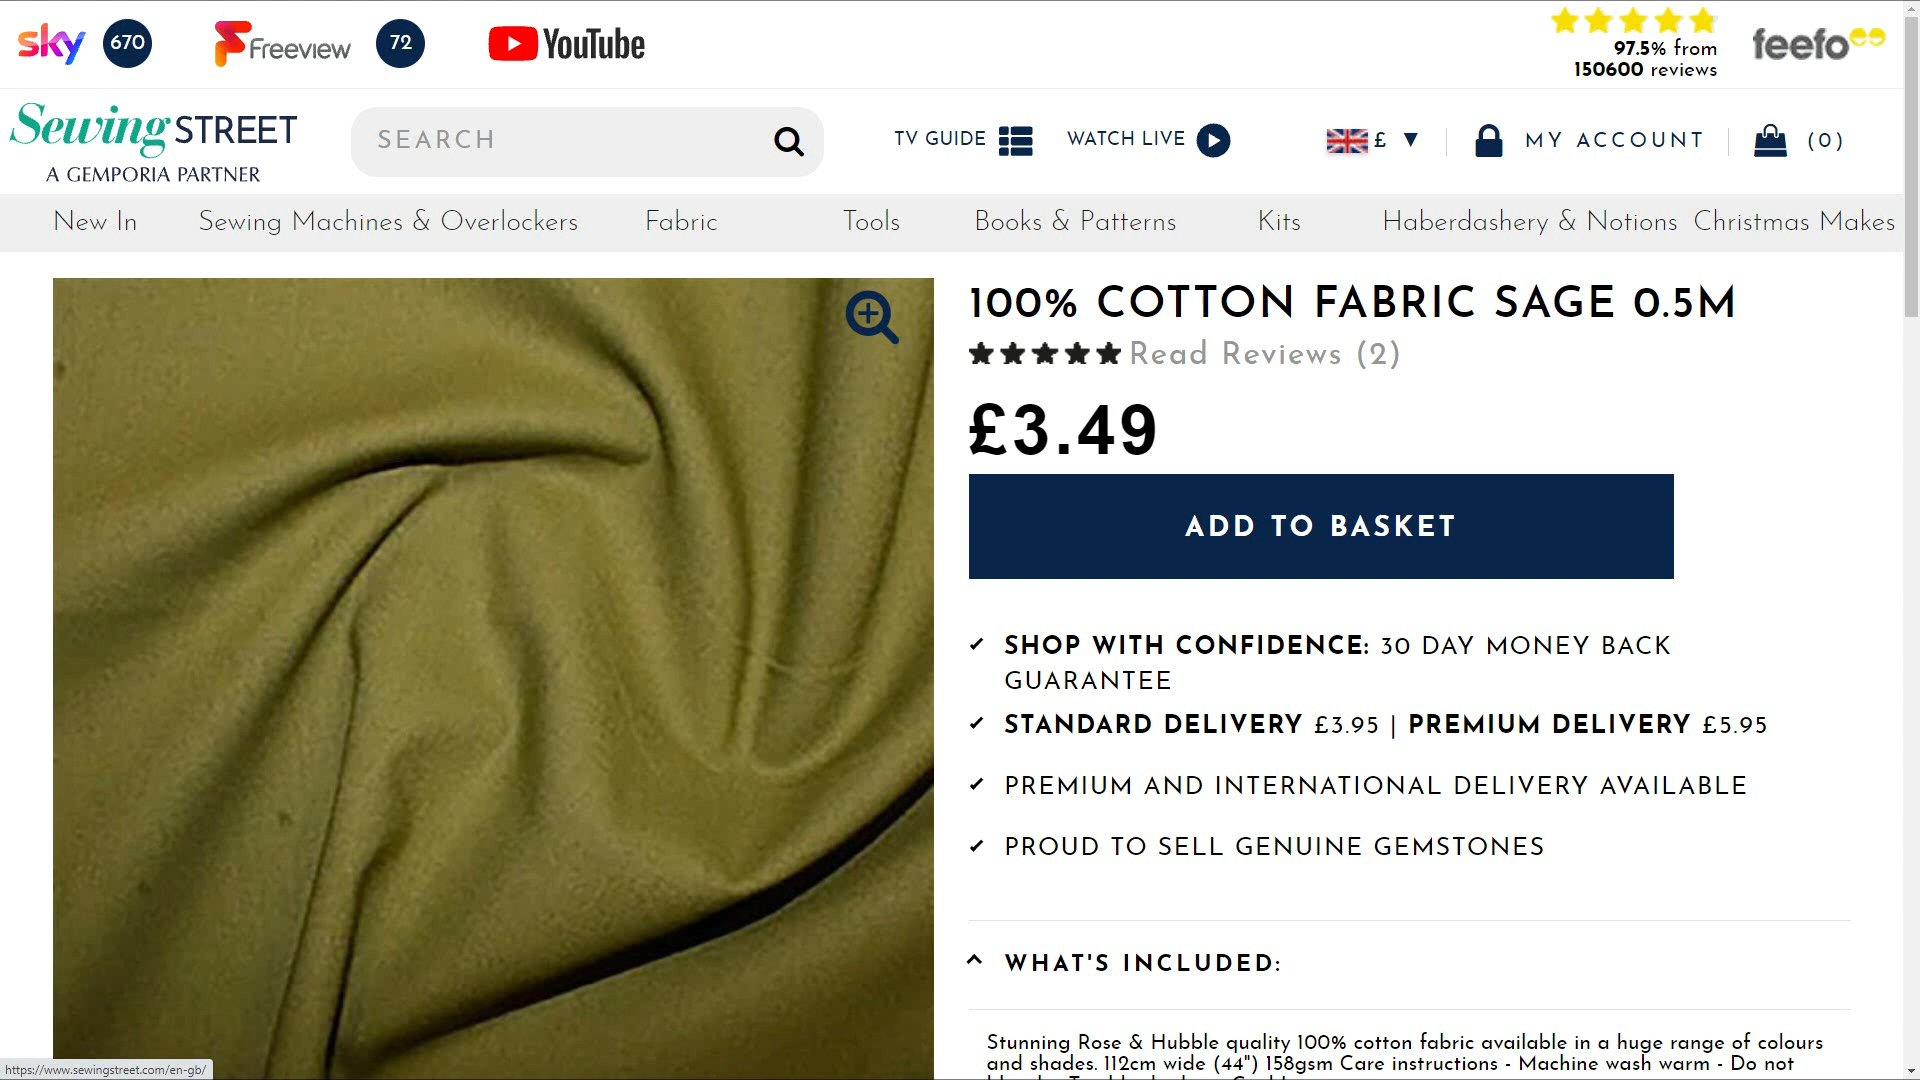 sky 670 Freeview 72 YouTube
97.5% from
150600 reviews
feefo
Sewing STREET
A GEMPORIA PARTNER
SEARCH
TV GUIDE WATCH LIVE £ ▼ MY ACCOUNT (0)
New In Sewing Machines & Overlockers Fabric Tools Books & Patterns Kits Haberdashery & Notions Christmas Makes
100% COTTON FABRIC SAGE 0.5M
Read Reviews (2)
£3.49
ADD TO BASKET
SHOP WITH CONFIDENCE: 30 DAY MONEY BACK
GUARANTEE
STANDARD DELIVERY £3.95 | PREMIUM DELIVERY £5.95
PREMIUM AND INTERNATIONAL DELIVERY AVAILABLE
PROUD TO SELL GENUINE GEMSTONES
WHAT'S INCLUDED:
Stunning Rose & Hubble quality 100% cotton fabric available in a huge range of colours
and shades. 112cm wide (44") 158gsm Care instructions - Machine wash warm - Do not
https://www.sewingstreet.com/en-gb/